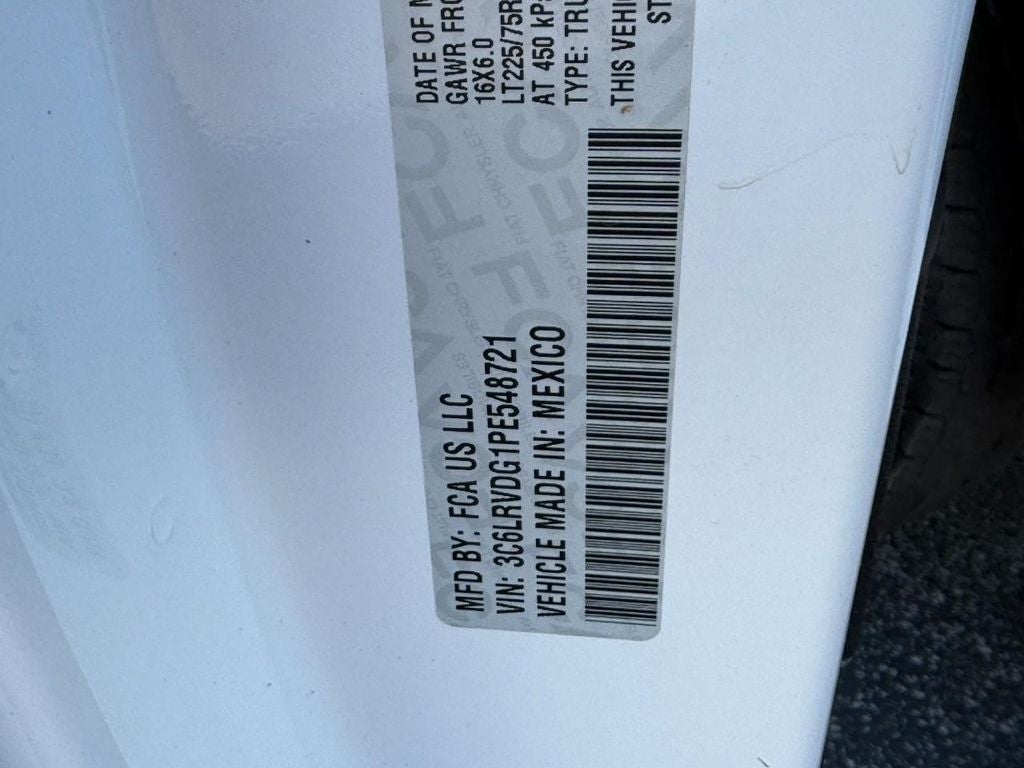 MFD BY: FCA US LLC
VIN: 3C6LRVDG1PE548721
VEHICLE MADE IN: MEXICO
DATE OF M
GAWR FRO
16X6.0
LT225/75R
AT 450 kPa
TYPE: TRU
THIS VEHI
ST